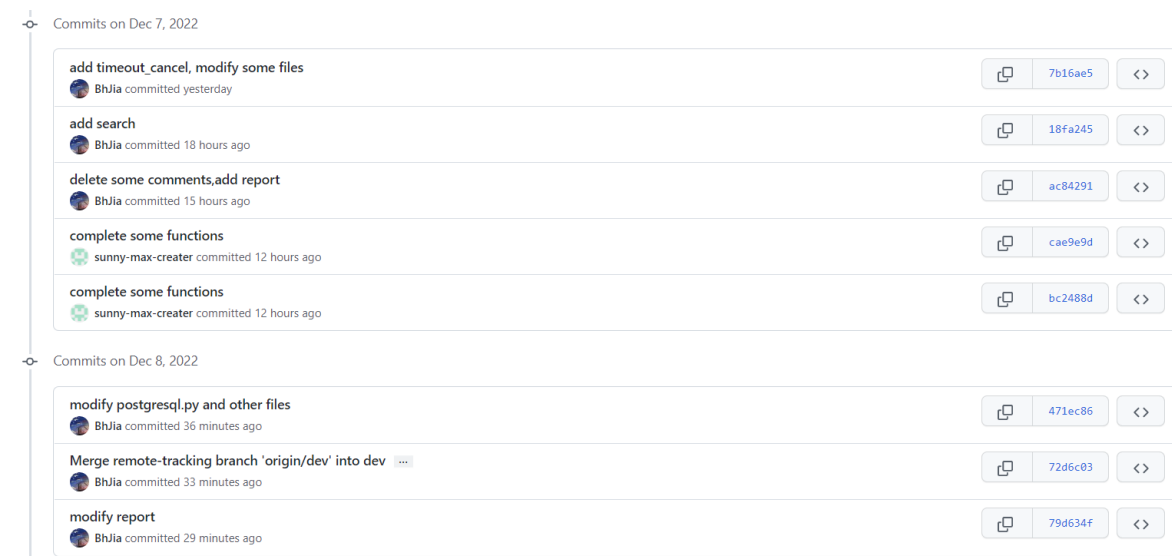 Commits on Dec 7, 2022
add timeout_cancel, modify some files
BhJia committed yesterday
7b16ae5
add search
BhJia committed 18 hours ago
18fa245
delete some comments,add report
BhJia committed 15 hours ago
ac84291
complete some functions
sunny-max-creater committed 12 hours ago
cae9e9d
complete some functions
sunny-max-creater committed 12 hours ago
bc2488d
Commits on Dec 8, 2022
modify postgresql.py and other files
BhJia committed 36 minutes ago
471ec86
Merge remote-tracking branch 'origin/dev' into dev ...
BhJia committed 33 minutes ago
72d6c03
modify report
BhJia committed 29 minutes ago
79d634f